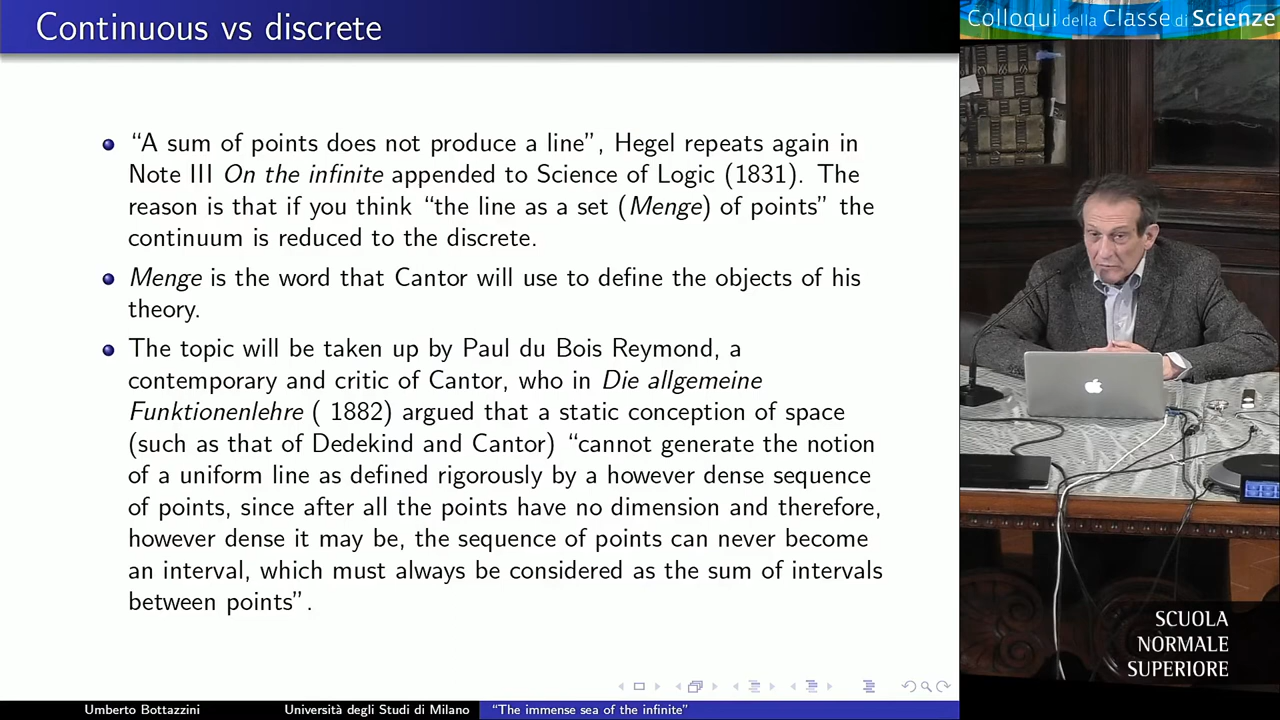 Continuous vs discrete
Colloqui della Classe di Scienze
“A sum of points does not produce a line”, Hegel repeats again in
Note III On the infinite appended to Science of Logic (1831). The
reason is that if you think “the line as a set (Menge) of points” the
continuum is reduced to the discrete.
Menge is the word that Cantor will use to define the objects of his
theory.
The topic will be taken up by Paul du Bois Reymond, a
contemporary and critic of Cantor, who in Die allgemeine
Funktionenlehre ( 1882) argued that a static conception of space
(such as that of Dedekind and Cantor) “cannot generate the notion
of a uniform line as defined rigorously by a however dense sequence
of points, since after all the points have no dimension and therefore,
however dense it may be, the sequence of points can never become
an interval, which must always be considered as the sum of intervals
between points”.
SCUOLA
NORMALE
SUPERIORE
Umberto Bottazzini Università degli Studi di Milano “The immense sea of the infinite”